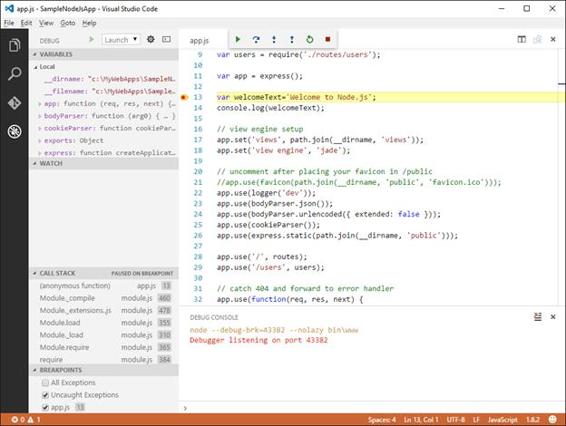 app.js - SampleNodeJsApp - Visual Studio Code
File Edit View Goto Help
DEBUG Launch
VARIABLES
Local
__dirname: "c:\MyWebApps\SampleN…
__filename: "c:\MyWebApps\Sample…
app: function (req, res, next) {…
bodyParser: function (arg0) { … }
cookieParser: function cookiePar…
exports: Object
express: function createApplicat…
WATCH
CALL STACK PAUSED ON BREAKPOINT
(anonymous function) app.js 13
Module._compile module.js 460
Module._extensions.js module.js 478
Module.load module.js 355
Module._load module.js 310
Module.require module.js 365
require module.js 384
BREAKPOINTS
All Exceptions
Uncaught Exceptions
app.js 13
app.js
9 var users = require('./routes/users');
10
11 var app = express();
12
13 var welcomeText='Welcome to Node.js';
14 console.log(welcomeText);
15
16 // view engine setup
17 app.set('views', path.join(__dirname, 'views'));
18 app.set('view engine', 'jade');
19
20 // uncomment after placing your favicon in /public
21 //app.use(favicon(path.join(__dirname, 'public', 'favicon.ico')));
22 app.use(logger('dev'));
23 app.use(bodyParser.json());
24 app.use(bodyParser.urlencoded({ extended: false }));
25 app.use(cookieParser());
26 app.use(express.static(path.join(__dirname, 'public')));
27
28 app.use('/', routes);
29 app.use('/users', users);
30
31 // catch 404 and forward to error handler
32 app.use(function(req, res, next) {
DEBUG CONSOLE
node --debug-brk=43382 --nolazy bin\www
Debugger listening on port 43382
0 1 Spaces: 4 Ln 13, Col 1 UTF-8 LF JavaScript 1.8.2